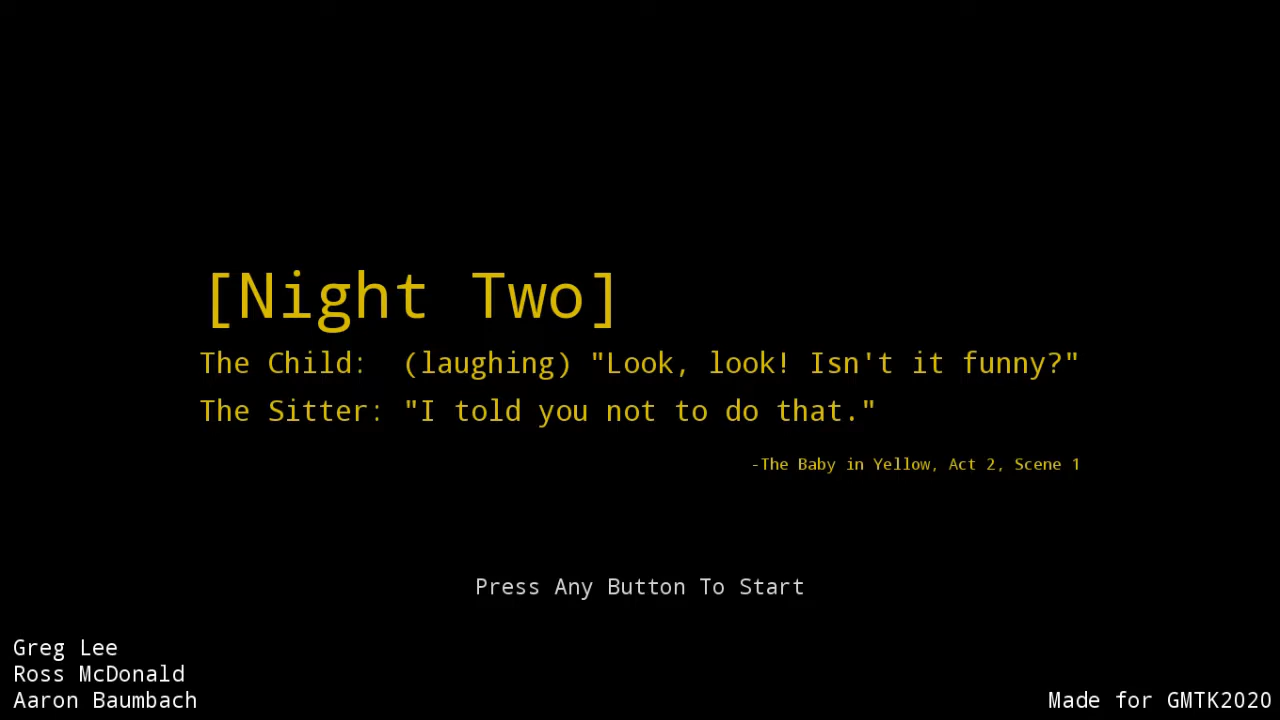 [Night Two]
The Child:  (laughing) "Look, look! Isn't it funny?"
The Sitter: "I told you not to do that."
-The Baby in Yellow, Act 2, Scene 1
Press Any Button To Start
Greg Lee
Ross McDonald
Aaron Baumbach
Made for GMTK2020